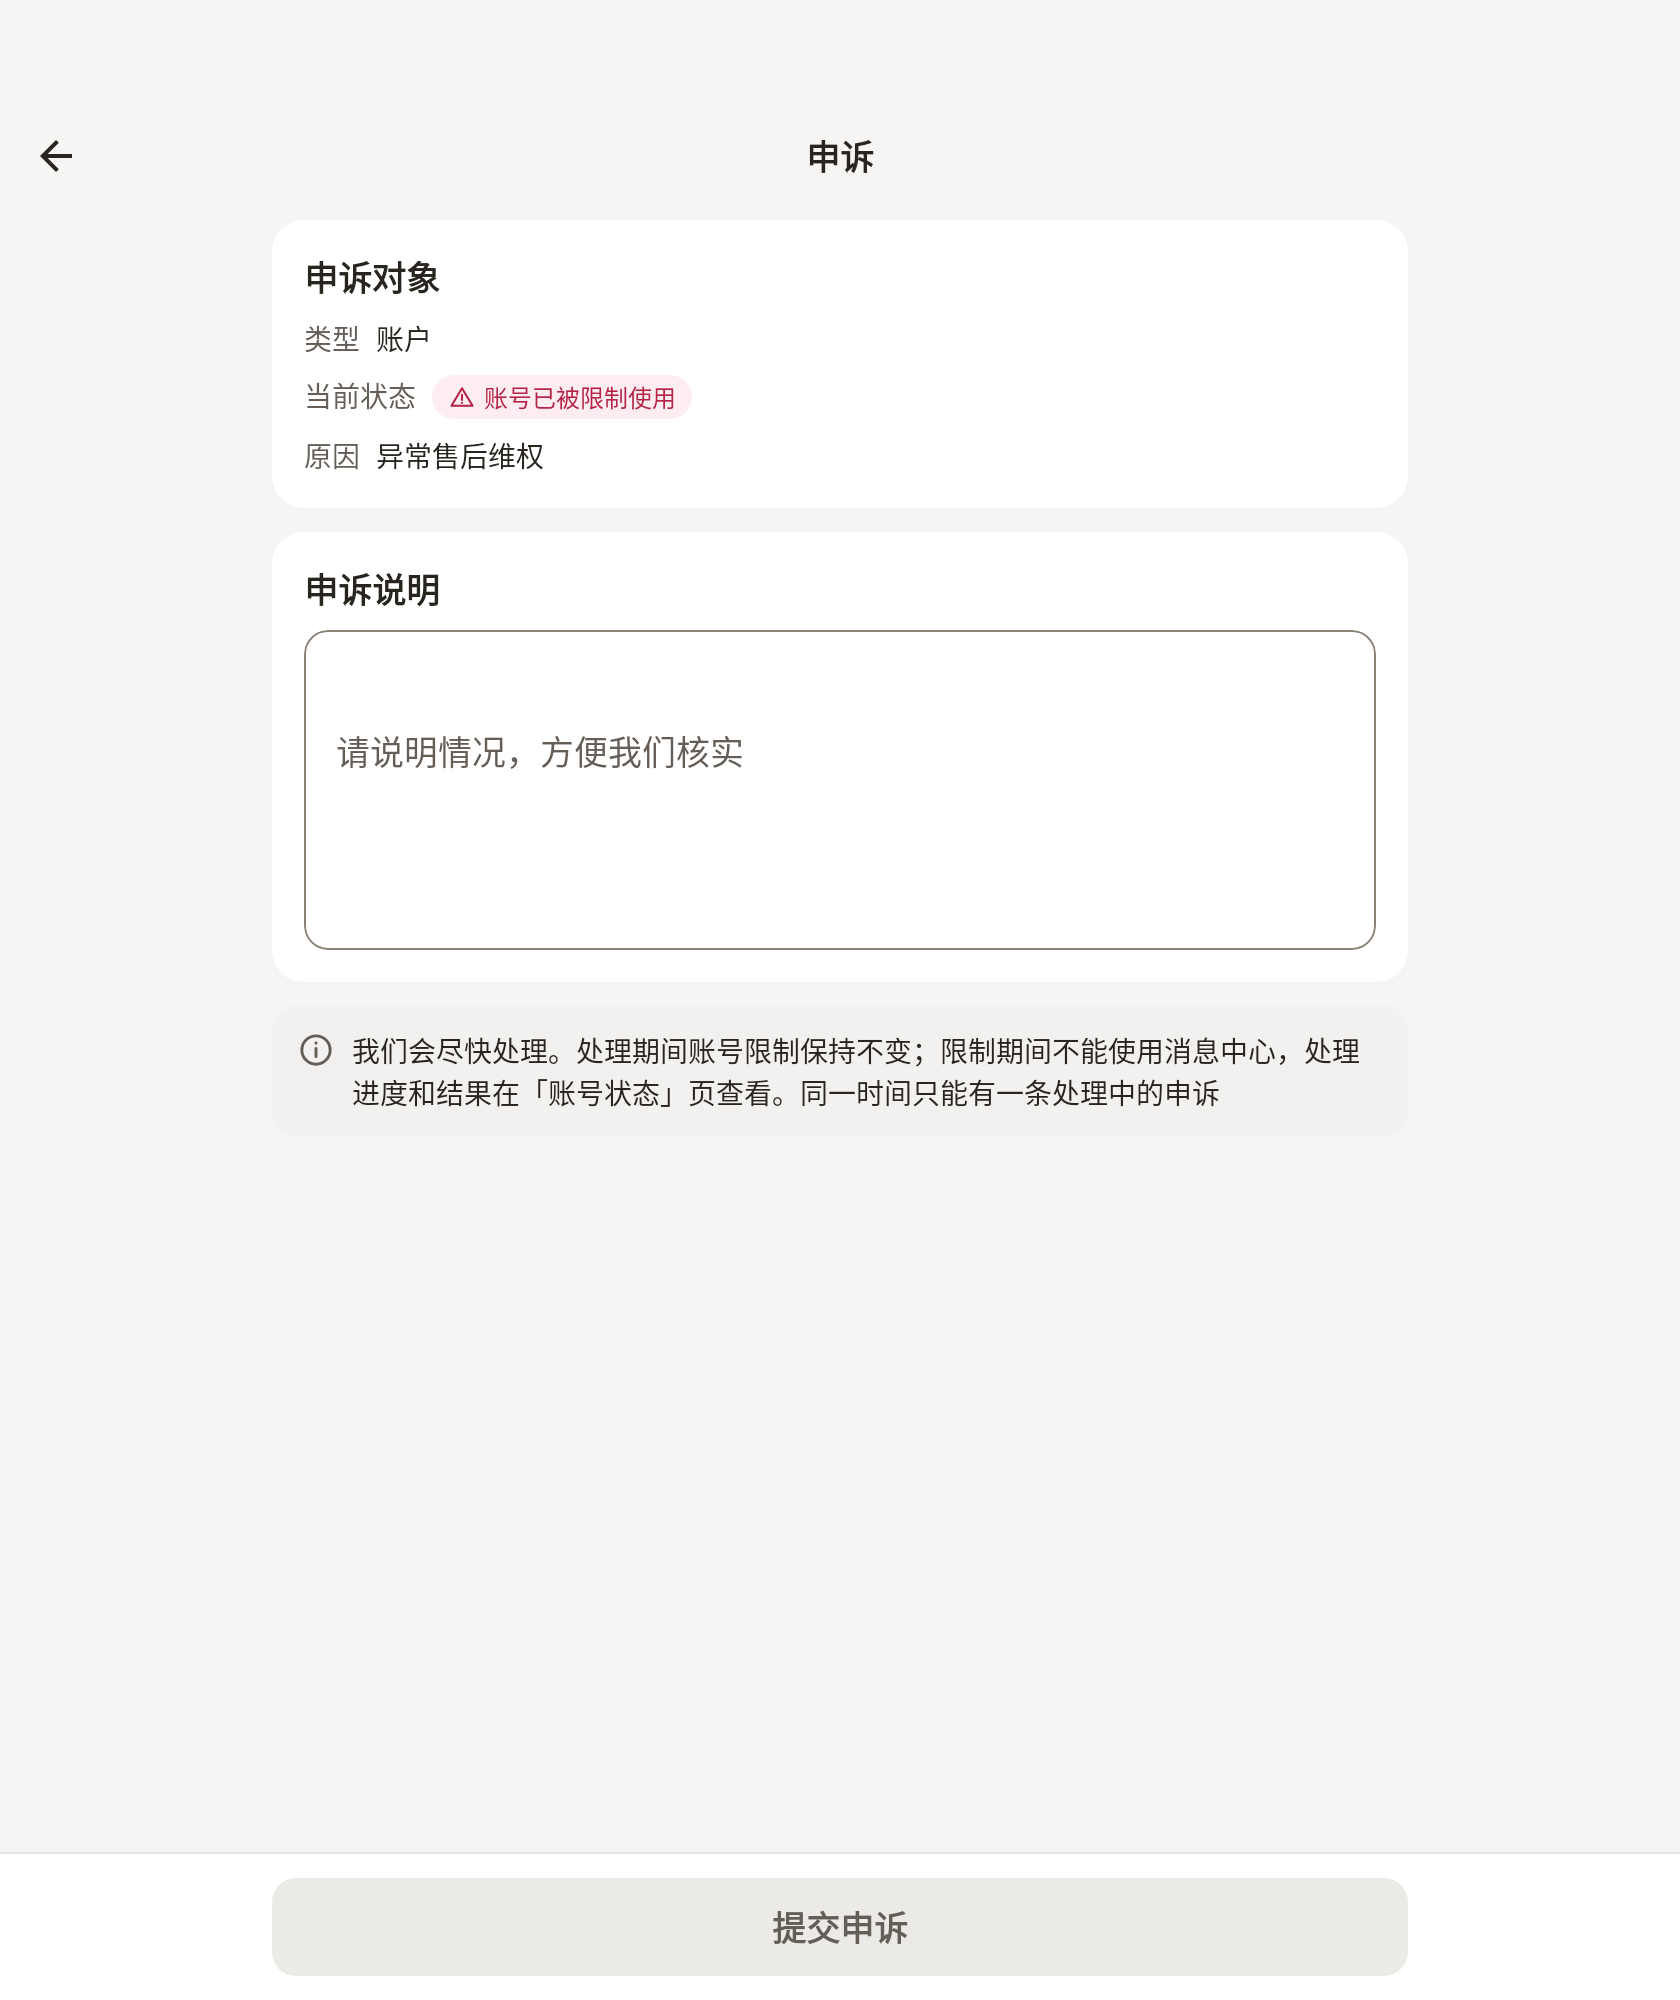 申诉
申诉对象
类型 账户
当前状态 账号已被限制使用
原因 异常售后维权
申诉说明
请说明情况，方便我们核实
我们会尽快处理。处理期间账号限制保持不变；限制期间不能使用消息中心，处理
进度和结果在「账号状态」页查看。同一时间只能有一条处理中的申诉
提交申诉